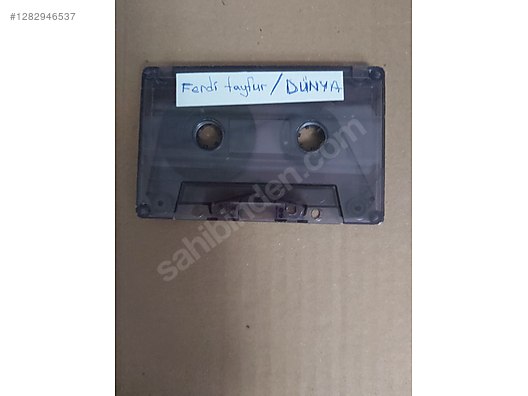 #1282946537
Ferdi tayfur / DÜNYA
sahibinden.com